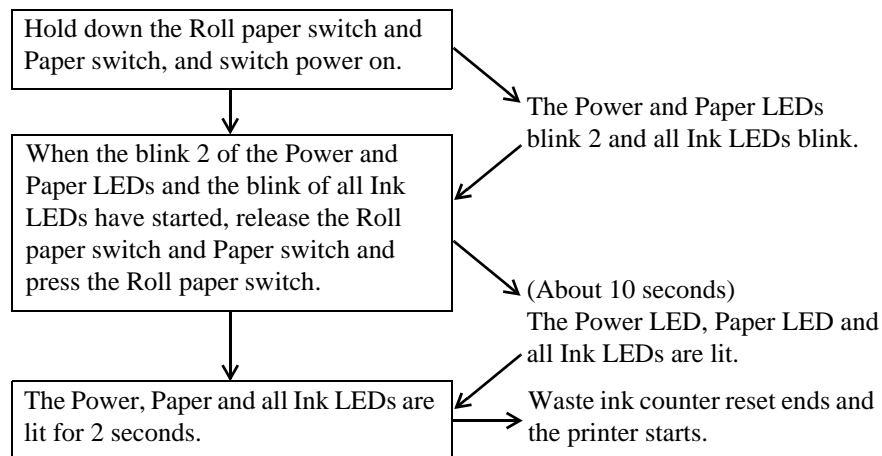 Hold down the Roll paper switch and
Paper switch, and switch power on.
The Power and Paper LEDs
blink 2 and all Ink LEDs blink.
When the blink 2 of the Power and
Paper LEDs and the blink of all Ink
LEDs have started, release the Roll
paper switch and Paper switch and
press the Roll paper switch.
(About 10 seconds)
The Power LED, Paper LED and
all Ink LEDs are lit.
The Power, Paper and all Ink LEDs are
lit for 2 seconds.
Waste ink counter reset ends and
the printer starts.